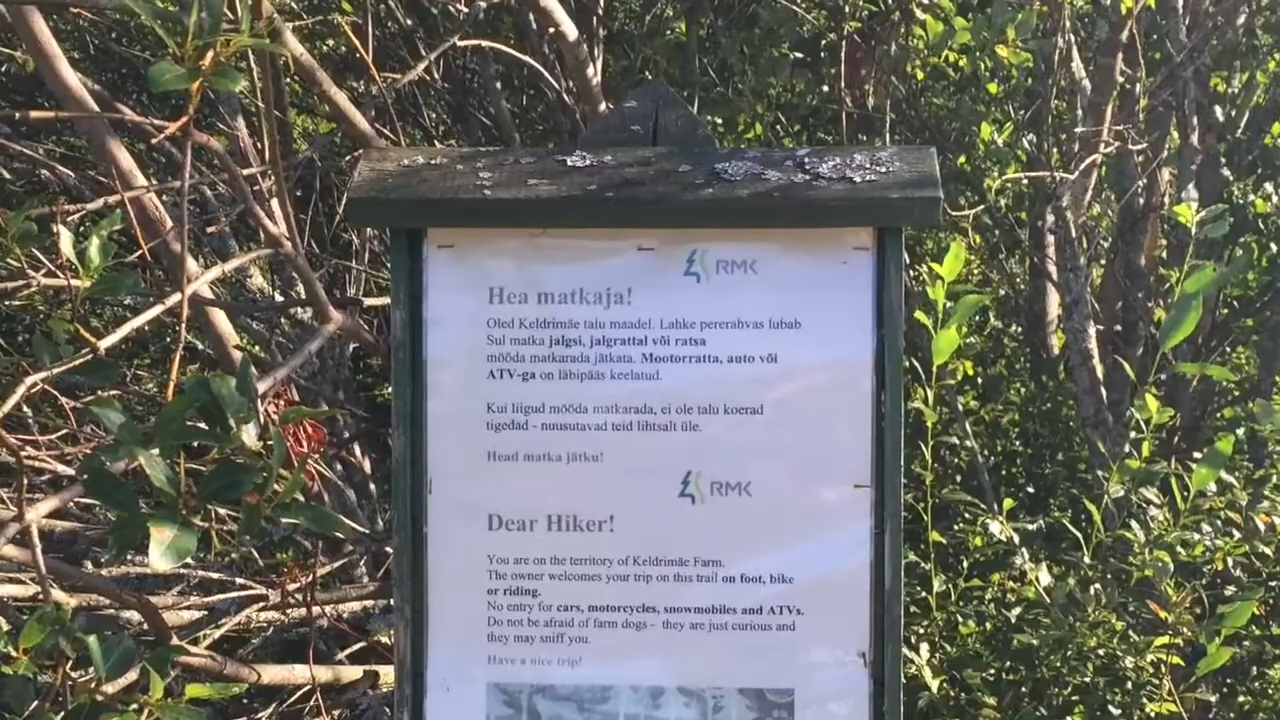 RMK
Hea matkaja!
Oled Keldrimäe talu maadel. Lahke pererahvas lubab
Sul matka jalgsi, jalgrattal või ratsa
mööda matkarada jätkata. Mootorratta, auto või
ATV-ga on läbipääs keelatud.
Kui liigud mööda matkarada, ei ole talu koerad
tigedad - nuusutavad teid lihtsalt üle.
Head matka jätku!
RMK
Dear Hiker!
You are on the territory of Keldrimäe Farm.
The owner welcomes your trip on this trail on foot, bike
or riding.
No entry for cars, motorcycles, snowmobiles and ATVs.
Do not be afraid of farm dogs - they are just curious and
they may sniff you.
Have a nice trip!